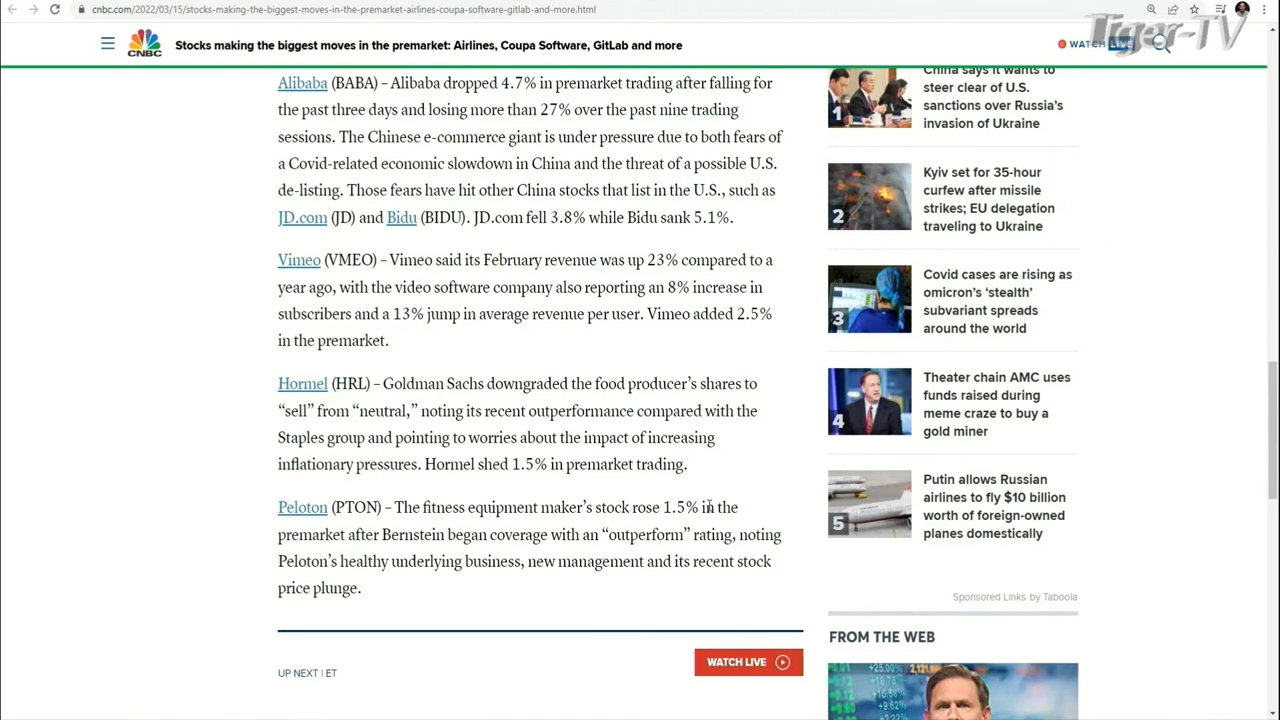 cnbc.com/2022/03/15/stocks-making-the-biggest-moves-in-the-premarket-airlines-coupa-software-gitlab-and-more.html
Tiger-TV
CNBC
Stocks making the biggest moves in the premarket: Airlines, Coupa Software, GitLab and more
WATCH LIVE
Alibaba (BABA) – Alibaba dropped 4.7% in premarket trading after falling for
the past three days and losing more than 27% over the past nine trading
sessions. The Chinese e-commerce giant is under pressure due to both fears of
a Covid-related economic slowdown in China and the threat of a possible U.S.
de-listing. Those fears have hit other China stocks that list in the U.S., such as
JD.com (JD) and Bidu (BIDU). JD.com fell 3.8% while Bidu sank 5.1%.
Vimeo (VMEO) – Vimeo said its February revenue was up 23% compared to a
year ago, with the video software company also reporting an 8% increase in
subscribers and a 13% jump in average revenue per user. Vimeo added 2.5%
in the premarket.
Hormel (HRL) – Goldman Sachs downgraded the food producer’s shares to
“sell” from “neutral,” noting its recent outperformance compared with the
Staples group and pointing to worries about the impact of increasing
inflationary pressures. Hormel shed 1.5% in premarket trading.
Peloton (PTON) – The fitness equipment maker’s stock rose 1.5% in the
premarket after Bernstein began coverage with an “outperform” rating, noting
Peloton’s healthy underlying business, new management and its recent stock
price plunge.
UP NEXT | ET
WATCH LIVE
1
China says it wants to
steer clear of U.S.
sanctions over Russia’s
invasion of Ukraine
2
Kyiv set for 35-hour
curfew after missile
strikes; EU delegation
traveling to Ukraine
3
Covid cases are rising as
omicron’s ‘stealth’
subvariant spreads
around the world
4
Theater chain AMC uses
funds raised during
meme craze to buy a
gold miner
5
Putin allows Russian
airlines to fly $10 billion
worth of foreign-owned
planes domestically
Sponsored Links by Taboola
FROM THE WEB